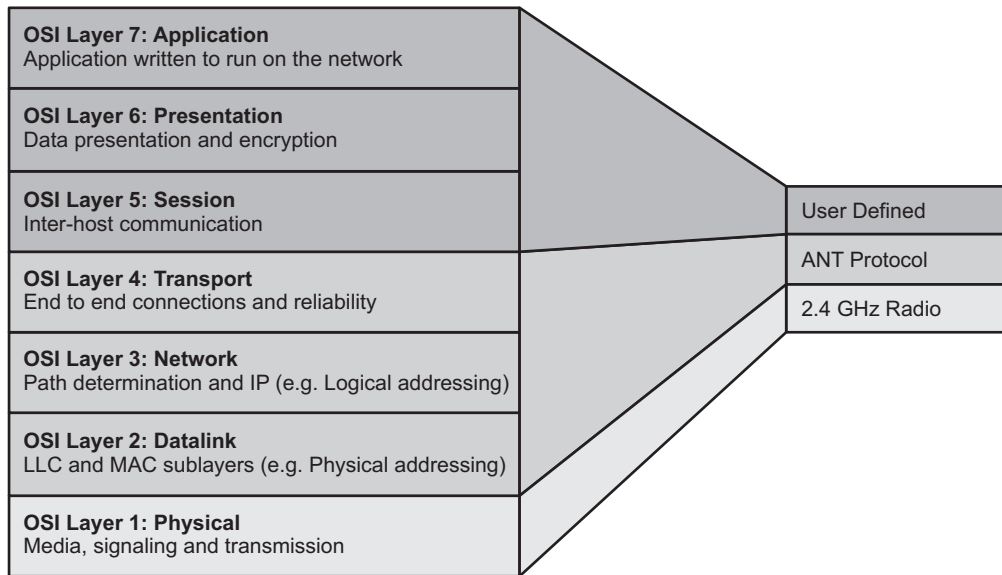 OSI Layer 7: Application
Application written to run on the network
OSI Layer 6: Presentation
Data presentation and encryption
OSI Layer 5: Session
Inter-host communication
OSI Layer 4: Transport
End to end connections and reliability
OSI Layer 3: Network
Path determination and IP (e.g. Logical addressing)
OSI Layer 2: Datalink
LLC and MAC sublayers (e.g. Physical addressing)
OSI Layer 1: Physical
Media, signaling and transmission
User Defined
ANT Protocol
2.4 GHz Radio